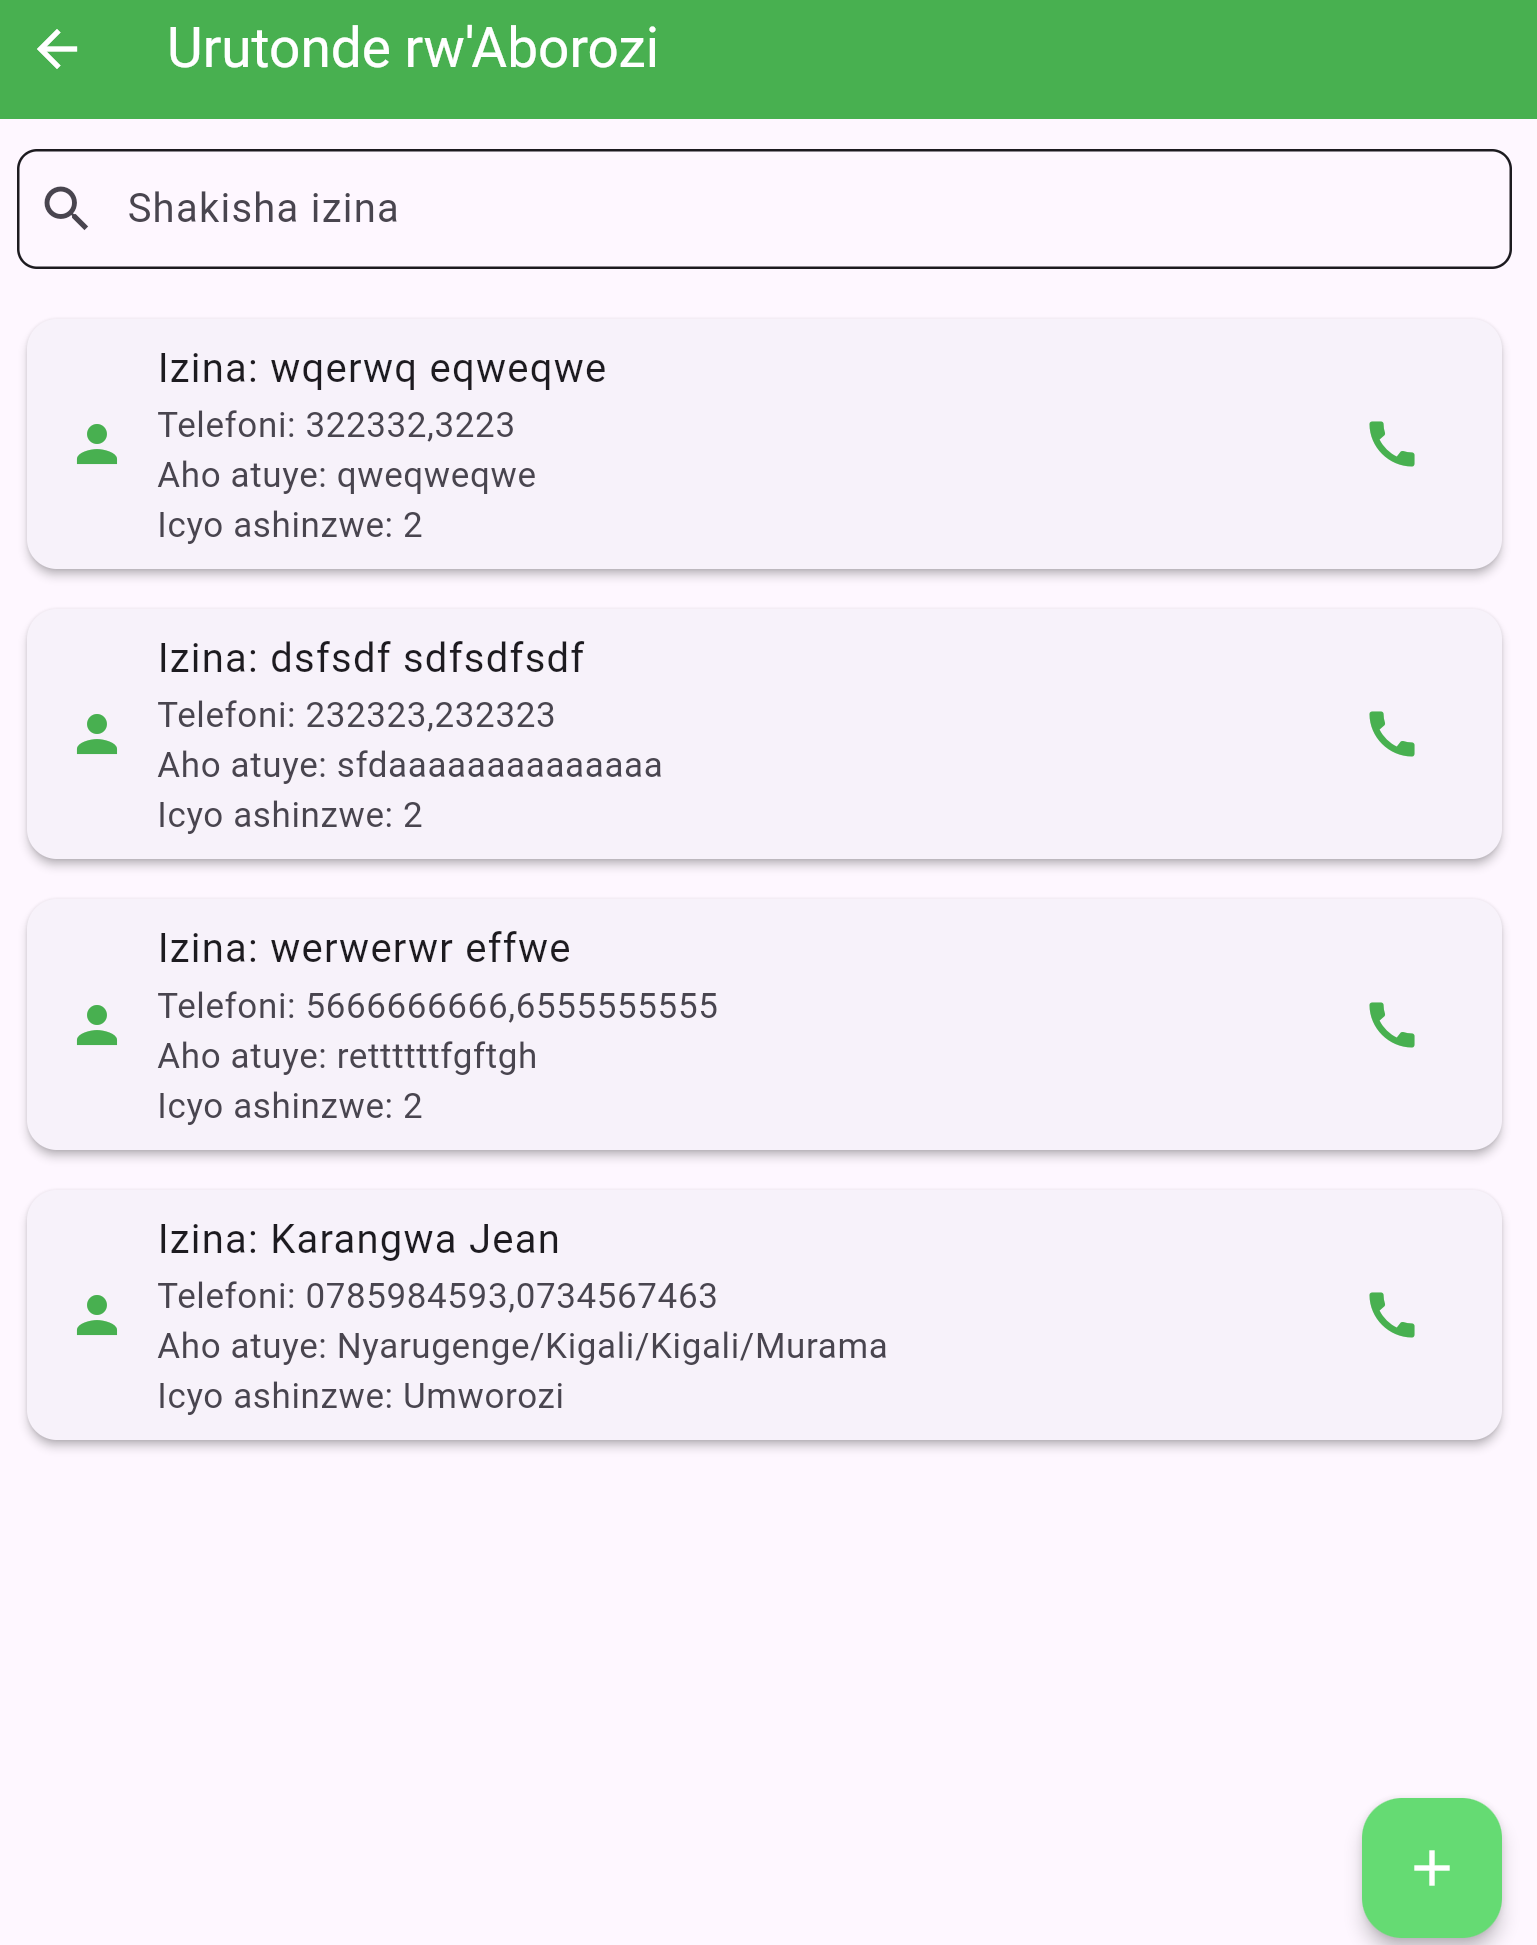 Urutonde rw'Aborozi
Shakisha izina
Izina: wqerwq eqweqwe
Telefoni: 322332,3223
Aho atuye: qweqweqwe
Icyo ashinzwe: 2
Izina: dsfsdf sdfsdfsdf
Telefoni: 232323,232323
Aho atuye: sfdaaaaaaaaaaaaaa
Icyo ashinzwe: 2
Izina: werwerwr effwe
Telefoni: 5666666666,6555555555
Aho atuye: rettttttfgftgh
Icyo ashinzwe: 2
Izina: Karangwa Jean
Telefoni: 0785984593,0734567463
Aho atuye: Nyarugenge/Kigali/Kigali/Murama
Icyo ashinzwe: Umworozi